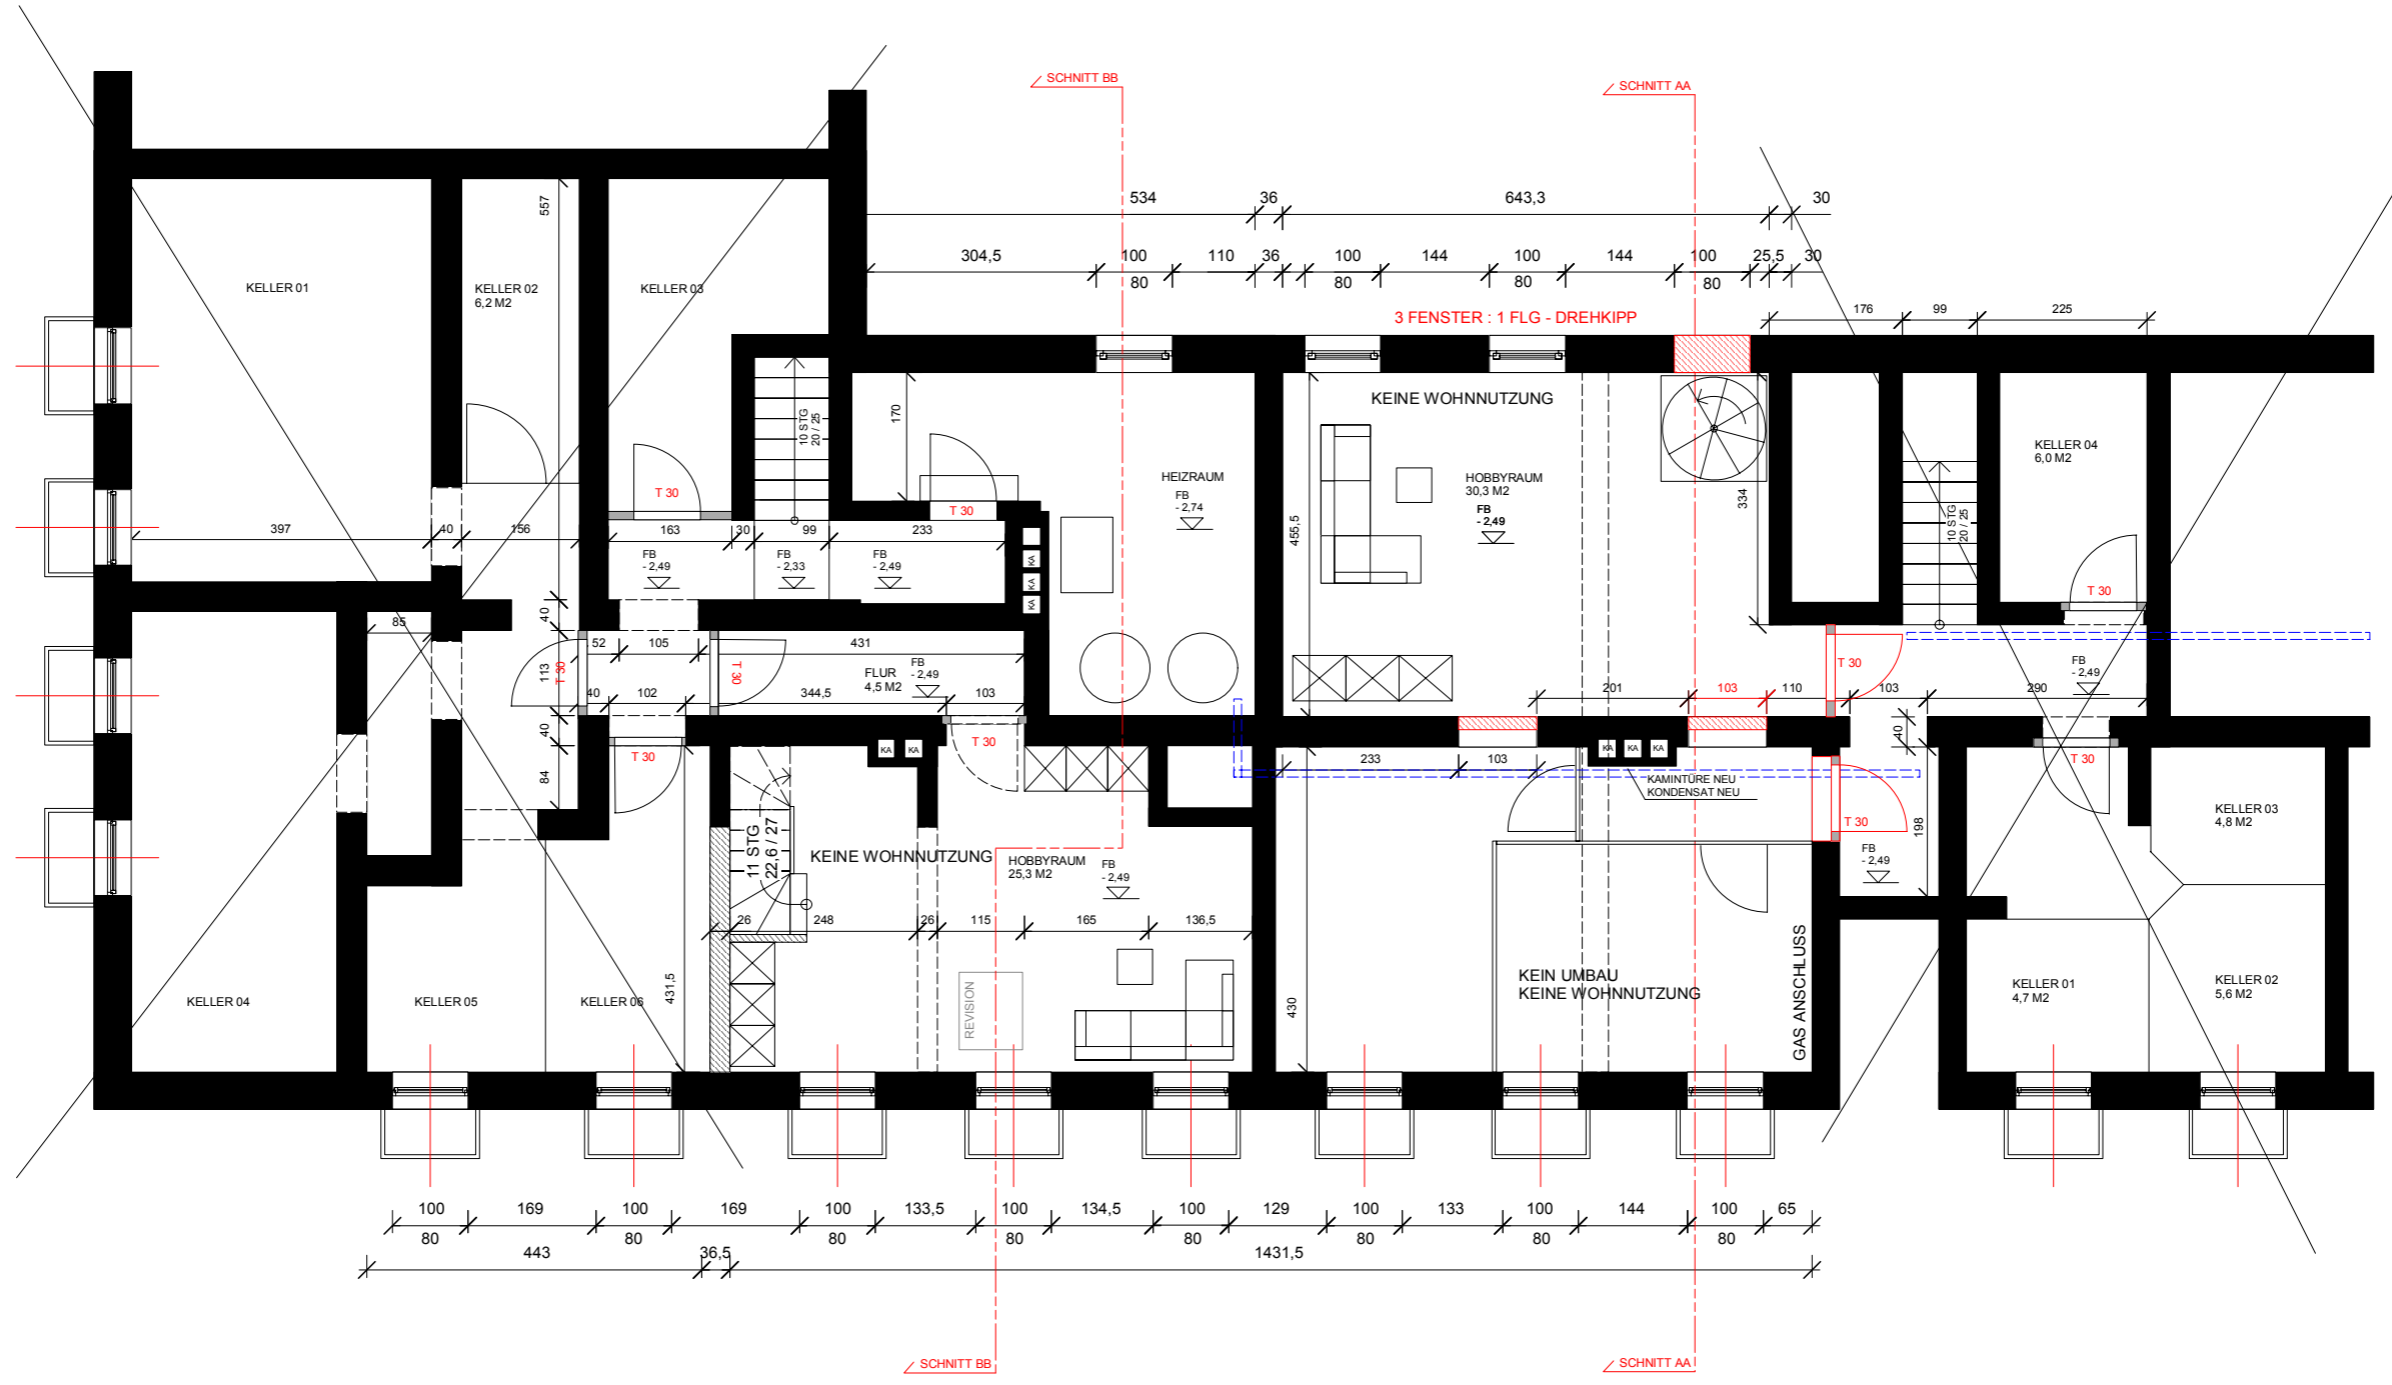 SCHNITT BB
SCHNITT AA
534
36
643,3
30
304,5
100
80
110
36
100
80
144
100
80
144
100
80
25,5
30
3 FENSTER : 1 FLG - DREHKIPP
176
99
225
557
KELLER 01
KELLER 02
6,2 M2
KELLER 03
10 STG
20 / 25
170
T 30
T 30
HEIZRAUM
FB
- 2,74
KEINE WOHNNUTZUNG
HOBBYRAUM
30,3 M2
FB
- 2,49
455,5
334
10 STG
20 / 25
KELLER 04
6,0 M2
T 30
397
40
156
163
30
99
233
FB
- 2,49
FB
- 2,33
FB
- 2,49
KA
KA
KA
85
40
113
40
84
T 30
52
105
431
T 30
FLUR
4,5 M2
FB
- 2,49
40
102
344,5
103
T 30
T 30
KA
KA
201
103
110
103
290
T 30
FB
- 2,49
40
233
103
KA
KA
KA
KAMINTÜRE NEU
KONDENSAT NEU
T 30
T 30
198
FB
- 2,49
KELLER 03
4,8 M2
11 STG
22,6 / 27
KEINE WOHNNUTZUNG
HOBBYRAUM
25,3 M2
FB
- 2,49
26
248
26
115
165
136,5
KELLER 04
KELLER 05
KELLER 06
431,5
REVISION
430
KEIN UMBAU
KEINE WOHNNUTZUNG
GAS ANSCHLUSS
KELLER 01
4,7 M2
KELLER 02
5,6 M2
100
80
169
100
80
169
100
80
133,5
100
80
134,5
100
80
129
100
80
133
100
80
144
100
80
65
443
36,5
1431,5
SCHNITT BB
SCHNITT AA